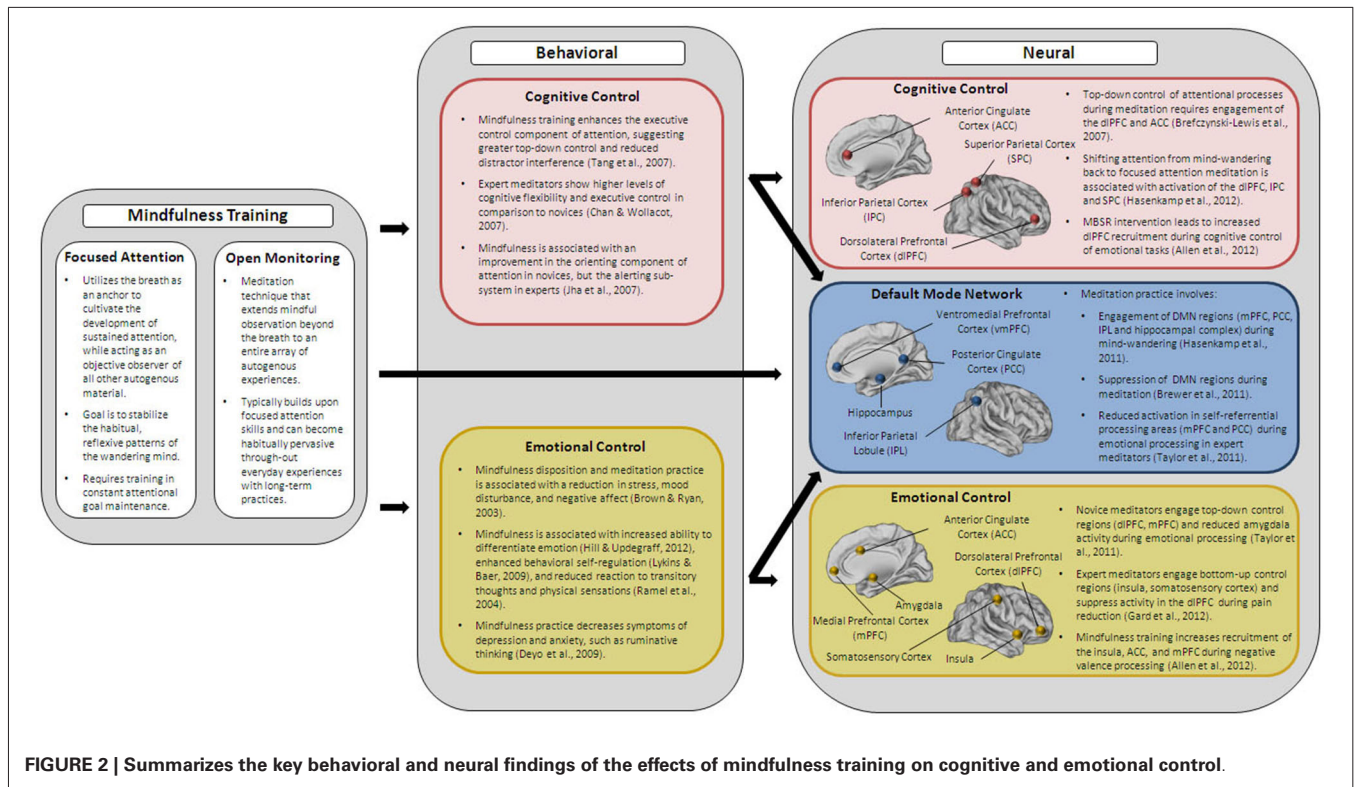 Mindfulness Training
Focused Attention
• Utilizes the breath as
an anchor to
cultivate the
development of
sustained attention,
while acting as an
objective observer of
all other autogenous
material.
• Goal is to stabilize
the habitual,
reflexive patterns of
the wandering mind.
• Requires training in
constant attentional
goal maintenance.
Open Monitoring
• Meditation
technique that
extends mindful
observation beyond
the breath to an
entire array of
autogenous
experiences.
• Typically builds upon
focused attention
skills and can become
habitually pervasive
through-out
everyday experiences
with long-term
practices.
Behavioral
Cognitive Control
• Mindfulness training enhances the executive
control component of attention, suggesting
greater top-down control and reduced
distractor interference (Tang et al., 2007).
• Expert meditators show higher levels of
cognitive flexibility and executive control in
comparison to novices (Chan & Wollacot,
2007).
• Mindfulness is associated with an
improvement in the orienting component of
attention in novices, but the alerting sub-
system in experts (Jha et al., 2007).
Emotional Control
• Mindfulness disposition and meditation practice
is associated with a reduction in stress, mood
disturbance, and negative affect (Brown & Ryan,
2003).
• Mindfulness is associated with increased ability to
differentiate emotion (Hill & Updegraff, 2012),
enhanced behavioral self-regulation (Lykins &
Baer, 2009), and reduced reaction to transitory
thoughts and physical sensations (Ramel et al.,
2004).
• Mindfulness practice decreases symptoms of
depression and anxiety, such as ruminative
thinking (Deyo et al., 2009).
Neural
Cognitive Control
Anterior Cingulate
Cortex (ACC)
Superior Parietal Cortex
(SPC)
Inferior Parietal Cortex
(IPC)
Dorsolateral Prefrontal
Cortex (dlPFC)
• Top-down control of attentional processes
during meditation requires engagement of
the dlPFC and ACC (Brefczynski-Lewis et al.,
2007).
• Shifting attention from mind-wandering
back to focused attention meditation is
associated with activation of the dlPFC, IPC
and SPC (Hasenkamp et al., 2012).
• MBSR intervention leads to increased
dlPFC recruitment during cognitive control
of emotional tasks (Allen et al., 2012)
Default Mode Network
Ventromedial Prefrontal
Cortex (vmPFC)
Posterior Cingulate
Cortex (PCC)
Hippocampus
Inferior Parietal
Lobule (IPL)
• Meditation practice involves:
• Engagement of DMN regions (mPFC, PCC,
IPL and hippocampal complex) during
mind-wandering (Hasenkamp et al.,
2011).
• Suppression of DMN regions during
meditation (Brewer et al., 2011).
• Reduced activation in self-referrential
processing areas (mPFC and PCC) during
emotional processing in expert
meditators (Taylor et al., 2011).
Emotional Control
Anterior Cingulate
Cortex (ACC)
Dorsolateral Prefrontal
Cortex (dlPFC)
Amygdala
Medial Prefrontal Cortex
(mPFC)
Somatosensory Cortex
Insula
• Novice meditators engage top-down control
regions (dlPFC, mPFC) and reduced amygdala
activity during emotional processing (Taylor et
al., 2011).
• Expert meditators engage bottom-up control
regions (insula, somatosensory cortex) and
suppress activity in the dlPFC during pain
reduction (Gard et al., 2012).
• Mindfulness training increases recruitment of
the insula, ACC, and mPFC during negative
valence processing (Allen et al., 2012).
FIGURE 2 | Summarizes the key behavioral and neural findings of the effects of mindfulness training on cognitive and emotional control.